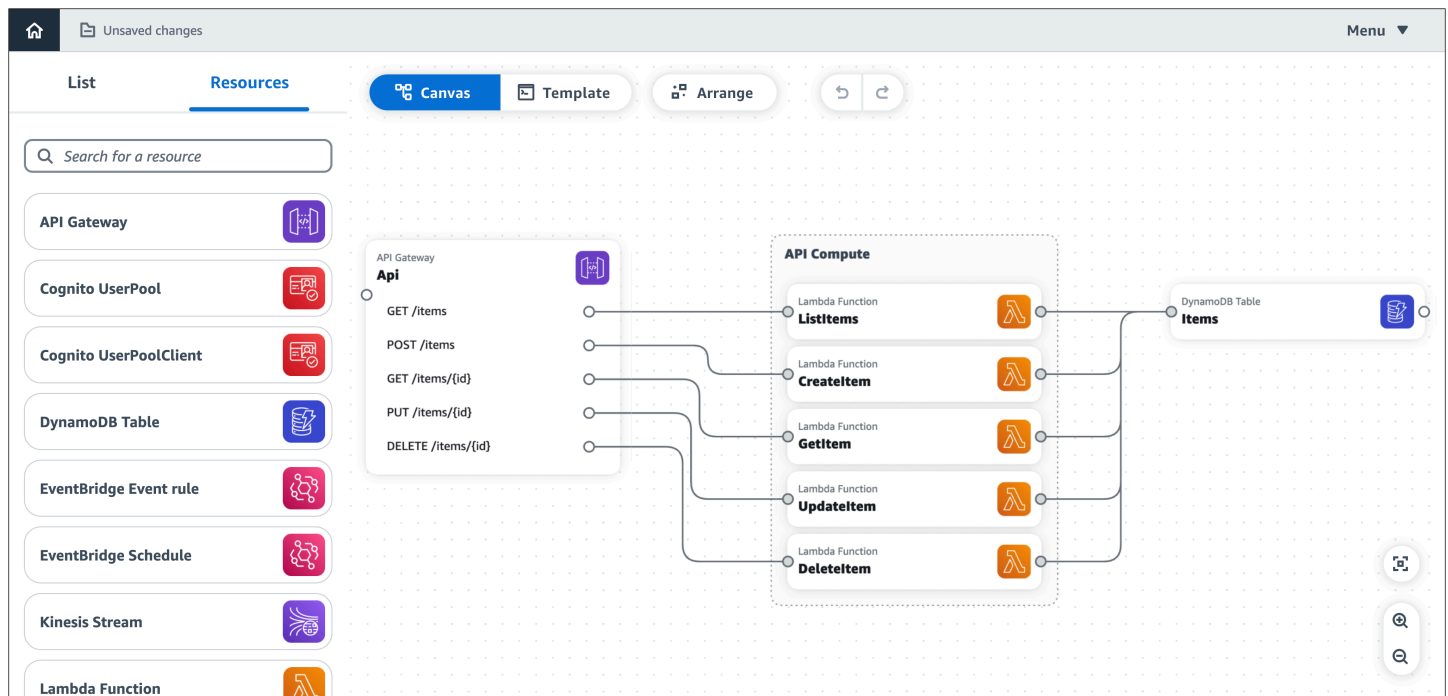 Unsaved changes
Menu
List
Resources
Canvas
Template
Arrange
Search for a resource
API Gateway
Cognito UserPool
Cognito UserPoolClient
DynamoDB Table
EventBridge Event rule
EventBridge Schedule
Kinesis Stream
Lambda Function
API Gateway
Api
GET /items
POST /items
GET /items/{id}
PUT /items/{id}
DELETE /items/{id}
API Compute
Lambda Function
ListItems
Lambda Function
CreateItem
Lambda Function
GetItem
Lambda Function
UpdateItem
Lambda Function
DeleteItem
DynamoDB Table
Items